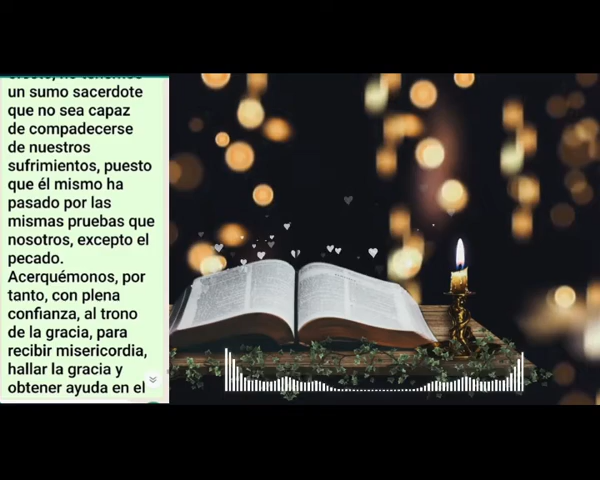 un sumo sacerdote
que no sea capaz
de compadecerse
de nuestros
sufrimientos, puesto
que él mismo ha
pasado por las
mismas pruebas que
nosotros, excepto el
pecado.
Acerquémonos, por
tanto, con plena
confianza, al trono
de la gracia, para
recibir misericordia,
hallar la gracia y
obtener ayuda en el